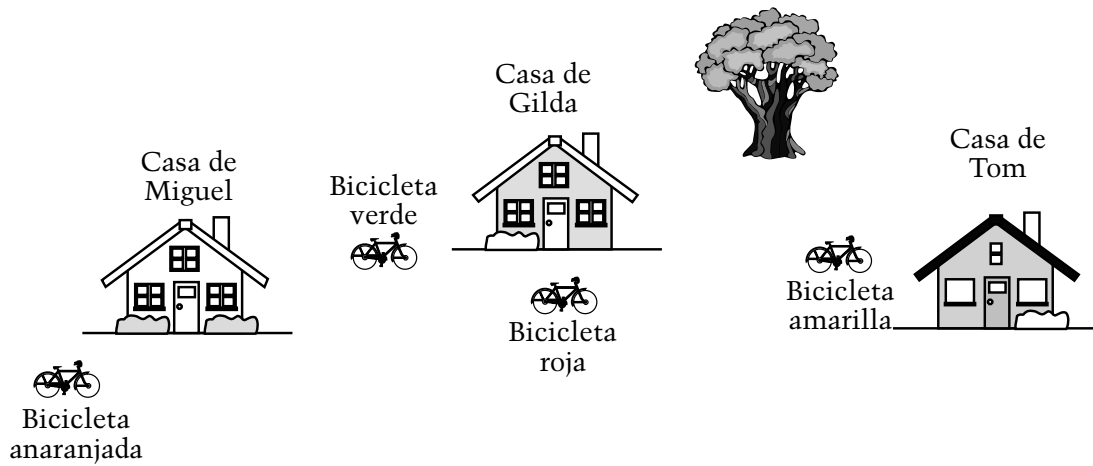 Casa de
Gilda
Casa de
Tom
Casa de
Miguel
Bicicleta
verde
Bicicleta
amarilla
Bicicleta
roja
Bicicleta
anaranjada